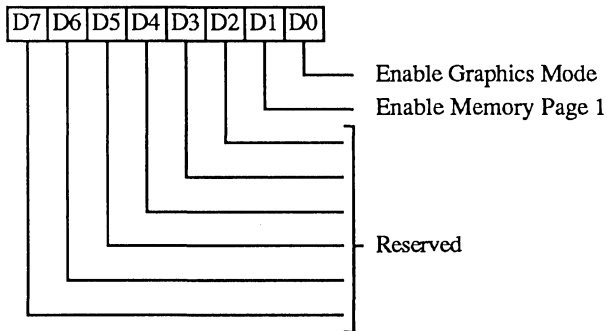 D7 D6 D5 D4 D3 D2 D1 D0
Enable Graphics Mode
Enable Memory Page 1
Reserved